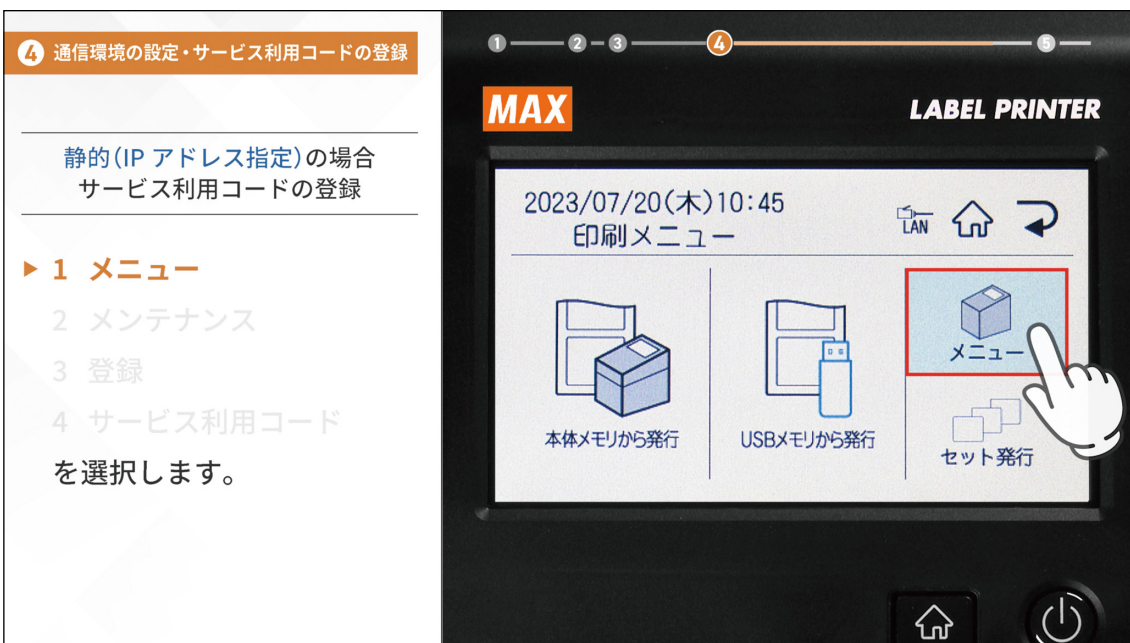 4 通信環境の設定・サービス利用コードの登録
静的(IP アドレス指定)の場合
サービス利用コードの登録
▶ 1 メニュー
2 メンテナンス
3 登録
4 サービス利用コード
を選択します。
1 2 3 4 5
MAX
LABEL PRINTER
2023/07/20(木)10:45
印刷メニュー
LAN
本体メモリから発行
USBメモリから発行
メニュー
セット発行